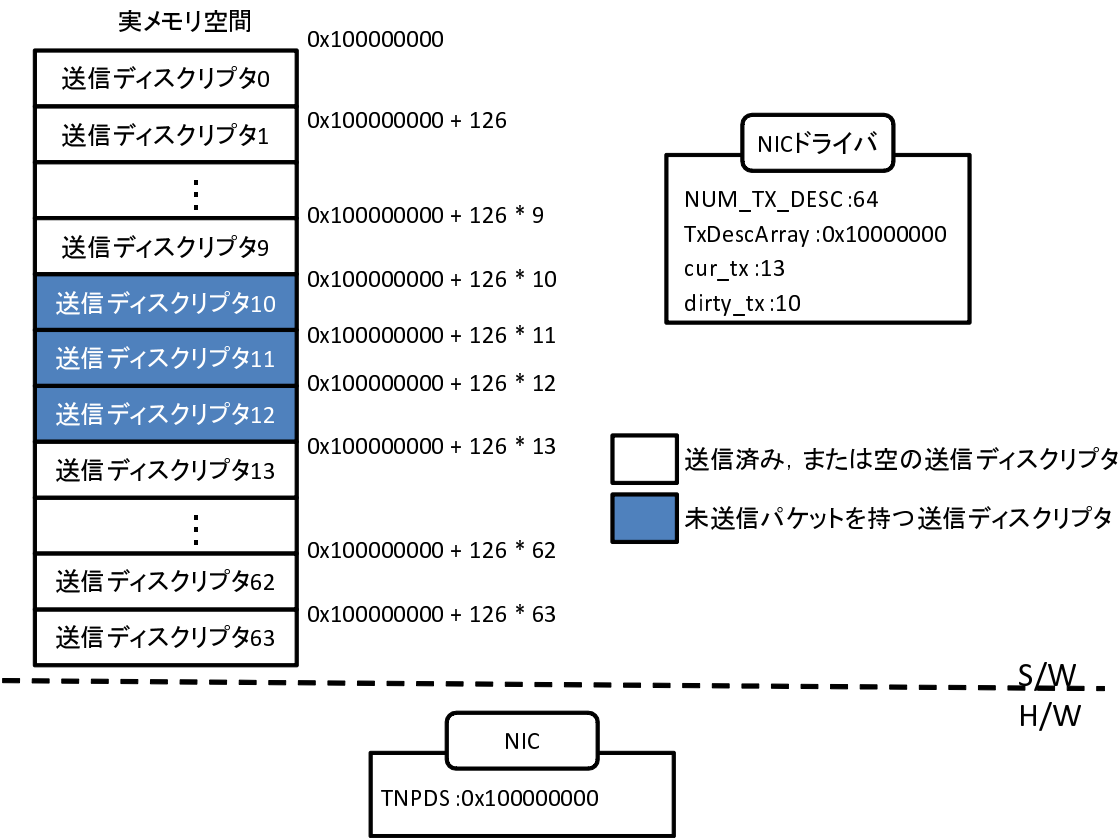 実メモリ空間
0x100000000
送信ディスクリプタ0
0x100000000 + 126
送信ディスクリプタ1
⋮
0x100000000 + 126 * 9
送信ディスクリプタ9
0x100000000 + 126 * 10
送信ディスクリプタ10
0x100000000 + 126 * 11
送信ディスクリプタ11
0x100000000 + 126 * 12
送信ディスクリプタ12
0x100000000 + 126 * 13
送信ディスクリプタ13
⋮
0x100000000 + 126 * 62
送信ディスクリプタ62
0x100000000 + 126 * 63
送信ディスクリプタ63
NICドライバ
NUM_TX_DESC :64
TxDescArray :0x10000000
cur_tx :13
dirty_tx :10
送信済み，または空の送信ディスクリプタ
未送信パケットを持つ送信ディスクリプタ
S/W
H/W
NIC
TNPDS :0x100000000